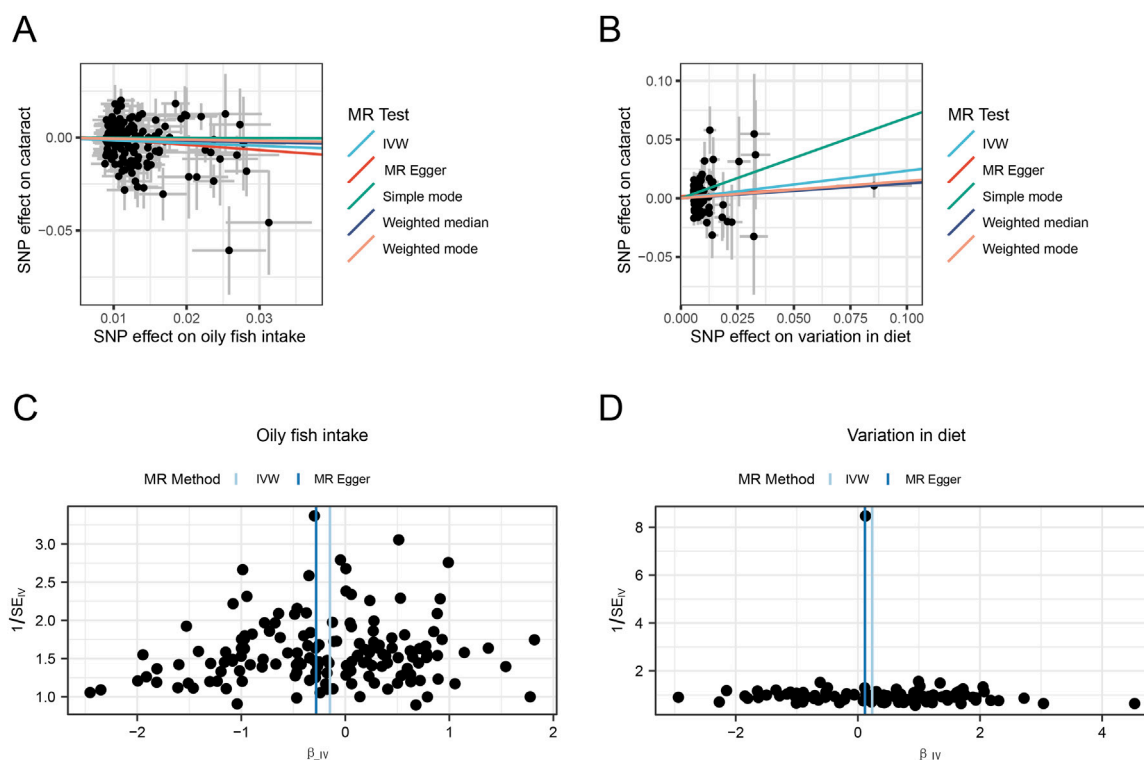 A
B
SNP effect on cataract
0.00
−0.05
0.01
0.02
0.03
SNP effect on oily fish intake
MR Test
IVW
MR Egger
Simple mode
Weighted median
Weighted mode
SNP effect on cataract
0.10
0.05
0.00
−0.05
0.000
0.025
0.050
0.075
0.100
SNP effect on variation in diet
MR Test
IVW
MR Egger
Simple mode
Weighted median
Weighted mode
C
D
Oily fish intake
MR Method IVW MR Egger
1/SE_IV
3.0
2.5
2.0
1.5
1.0
−2
−1
0
1
2
β_IV
Variation in diet
MR Method IVW MR Egger
1/SE_IV
8
6
4
2
−2
0
2
4
β_IV